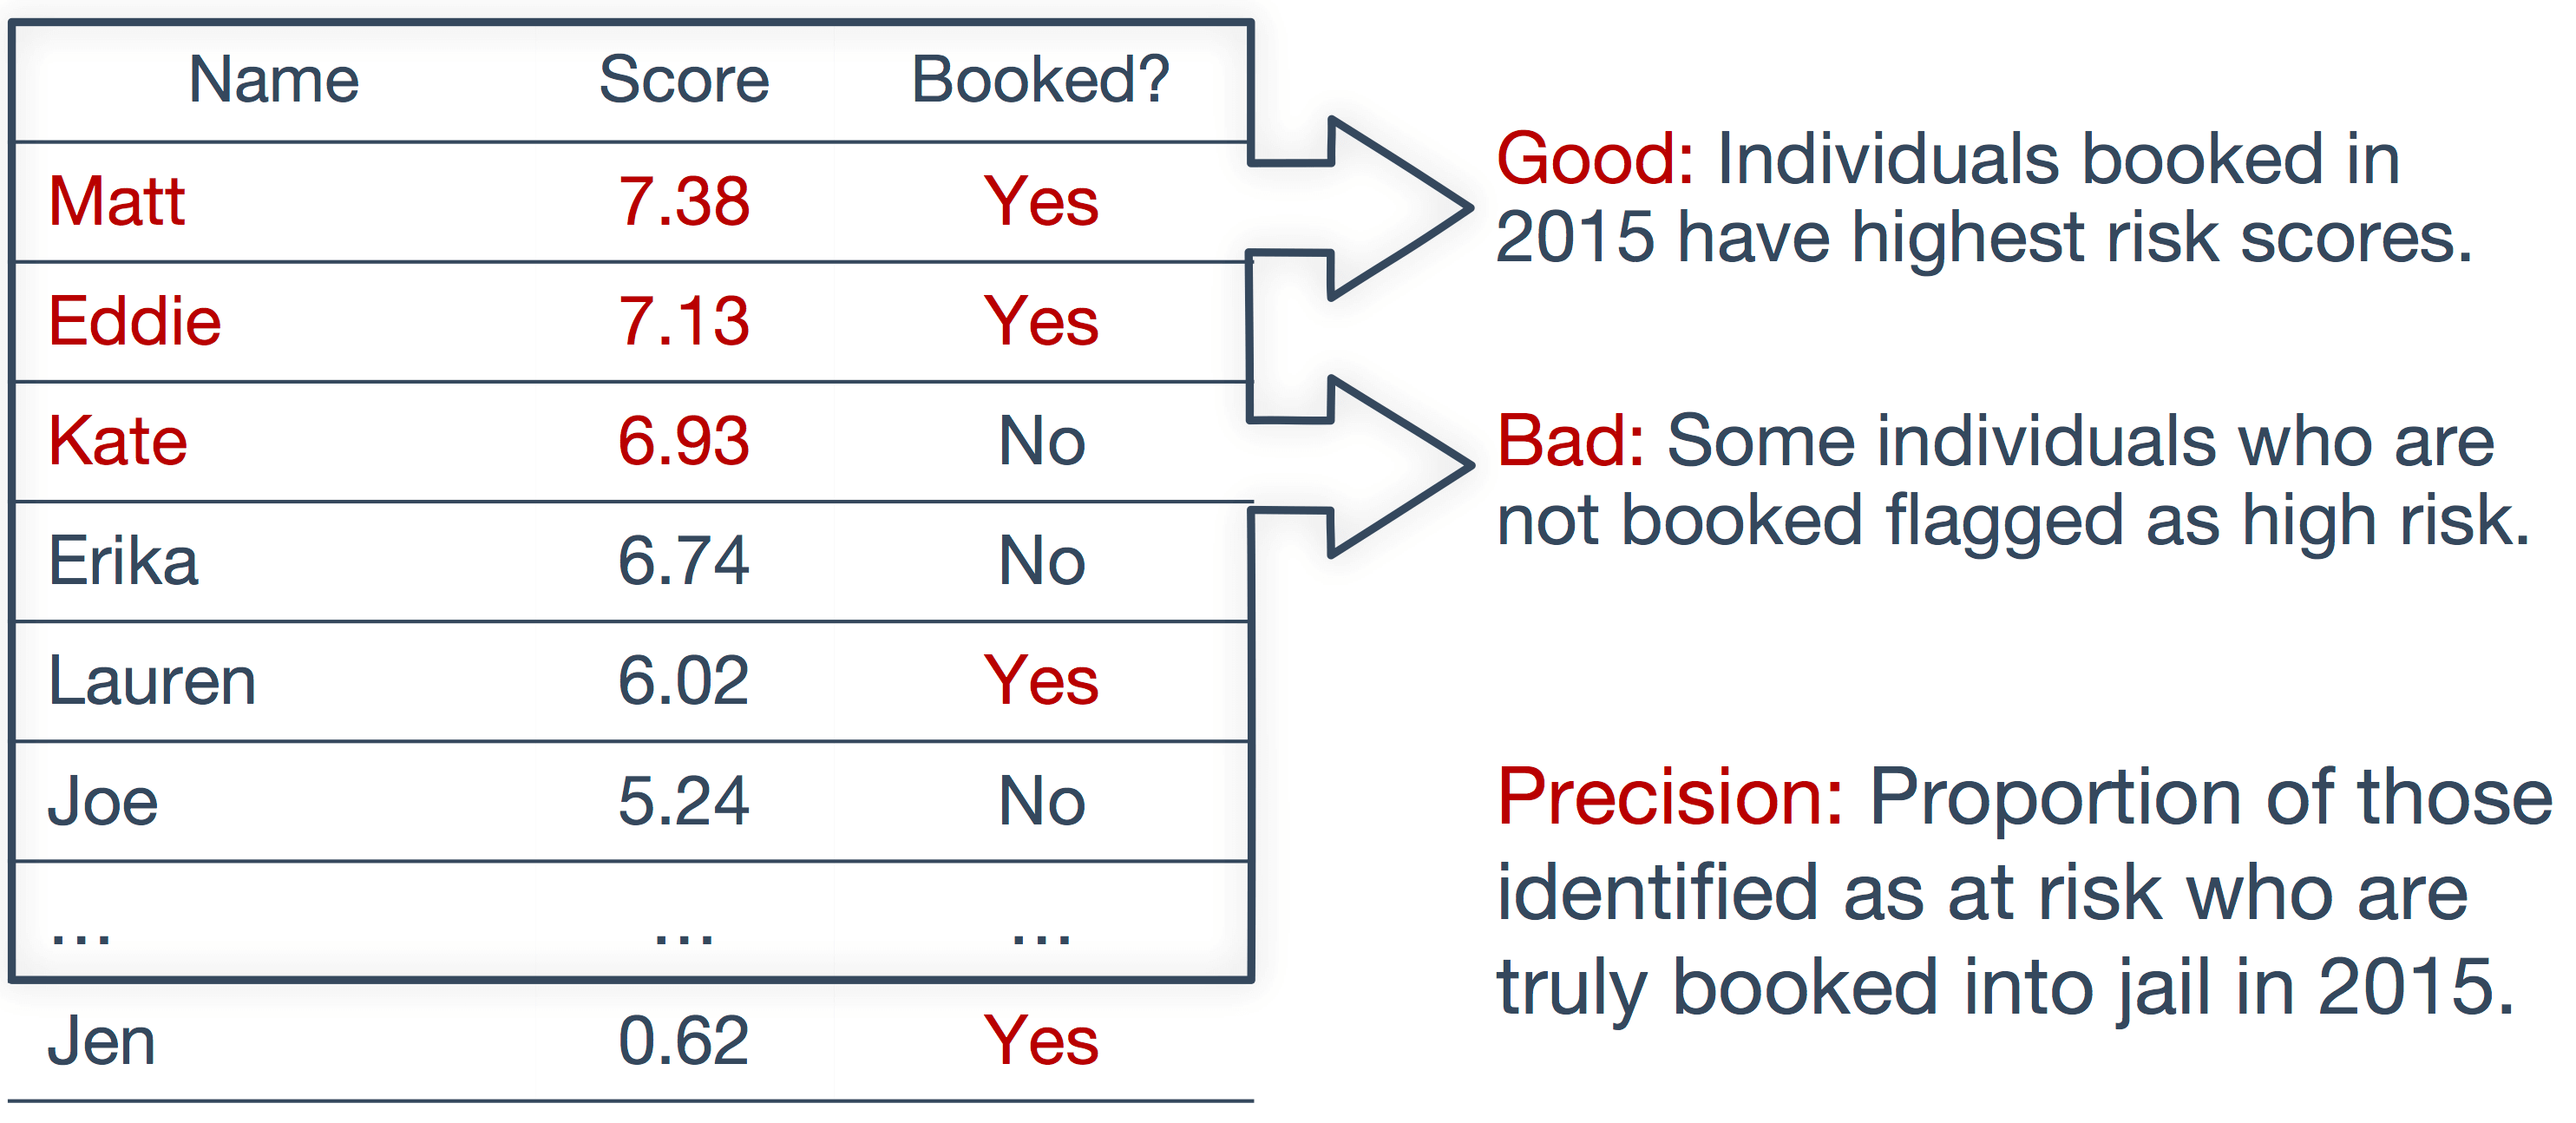 Name Score Booked?
Matt 7.38 Yes
Eddie 7.13 Yes
Kate 6.93 No
Erika 6.74 No
Lauren 6.02 Yes
Joe 5.24 No
... ... ...
Jen 0.62 Yes
Good: Individuals booked in
2015 have highest risk scores.
Bad: Some individuals who are
not booked flagged as high risk.
Precision: Proportion of those
identified as at risk who are
truly booked into jail in 2015.